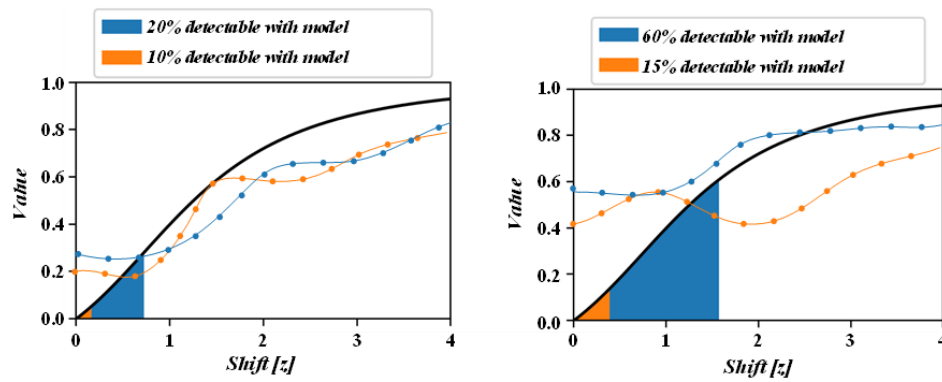 20% detectable with model
10% detectable with model
1.0
0.8
0.6
0.4
0.2
0.0
Value
0
1
2
3
4
Shift [z]
60% detectable with model
15% detectable with model
1.0
0.8
0.6
0.4
0.2
0.0
Value
0
1
2
3
4
Shift [z]